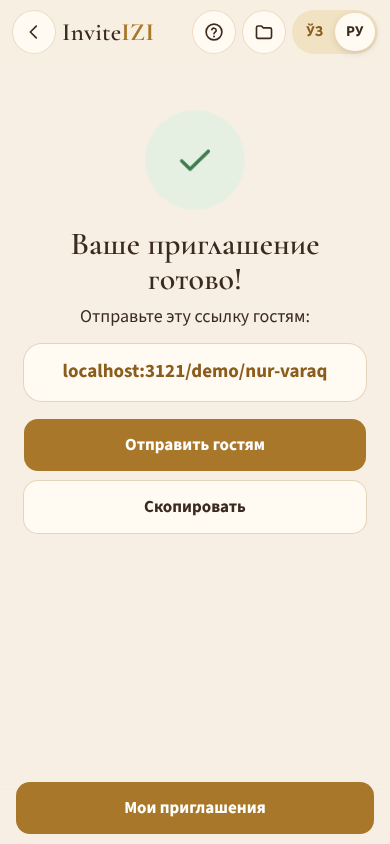 InviteIZI
ЎЗ
РУ
Ваше приглашение
готово!
Отправьте эту ссылку гостям:
localhost:3121/demo/nur-varaq
Отправить гостям
Скопировать
Мои приглашения